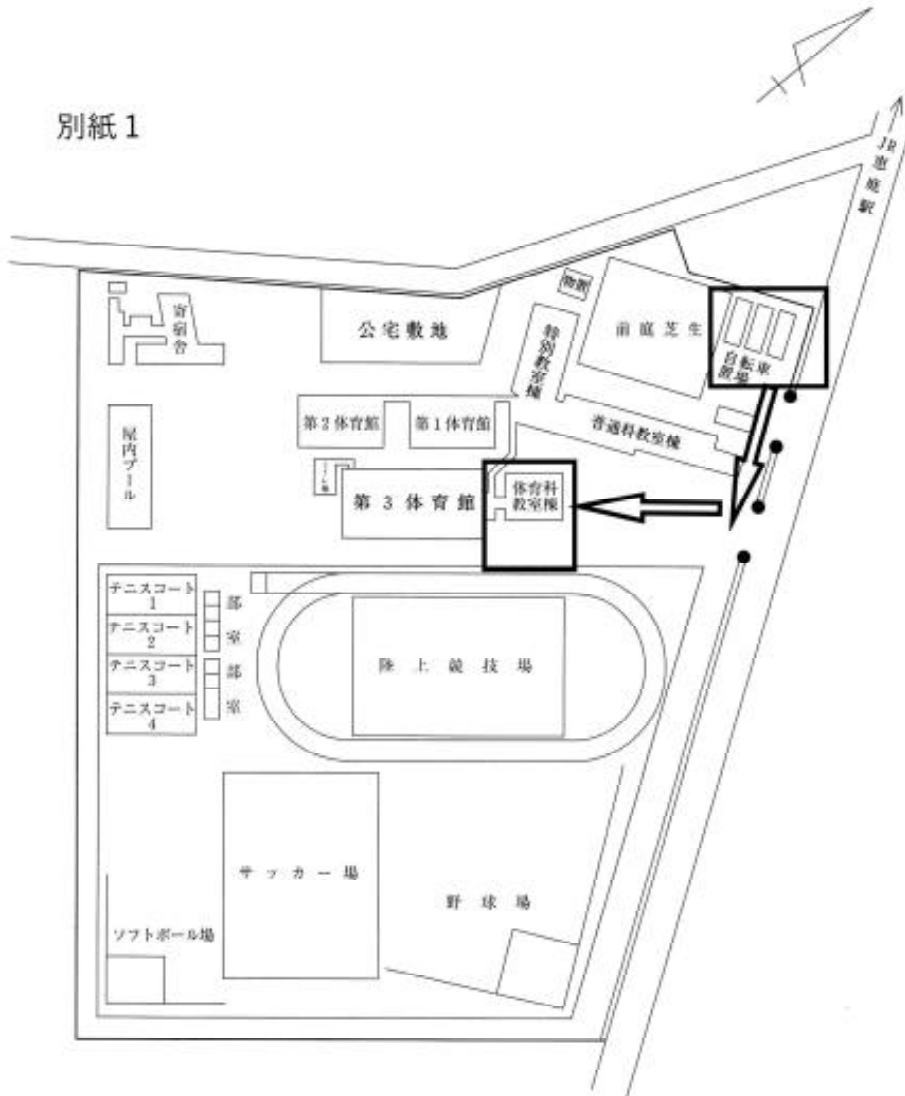 別紙1
JR恵庭駅
物置
寄宿舎
公宅敷地
特別教室棟
前庭芝生
自転車
置場
第2体育館
第1体育館
普通科教室棟
屋内プール
第3体育館
体育科
教室棟
テニスコート
1
テニスコート
2
テニスコート
3
テニスコート
4
部
室
部
室
陸上競技場
サッカー場
野球場
ソフトボール場